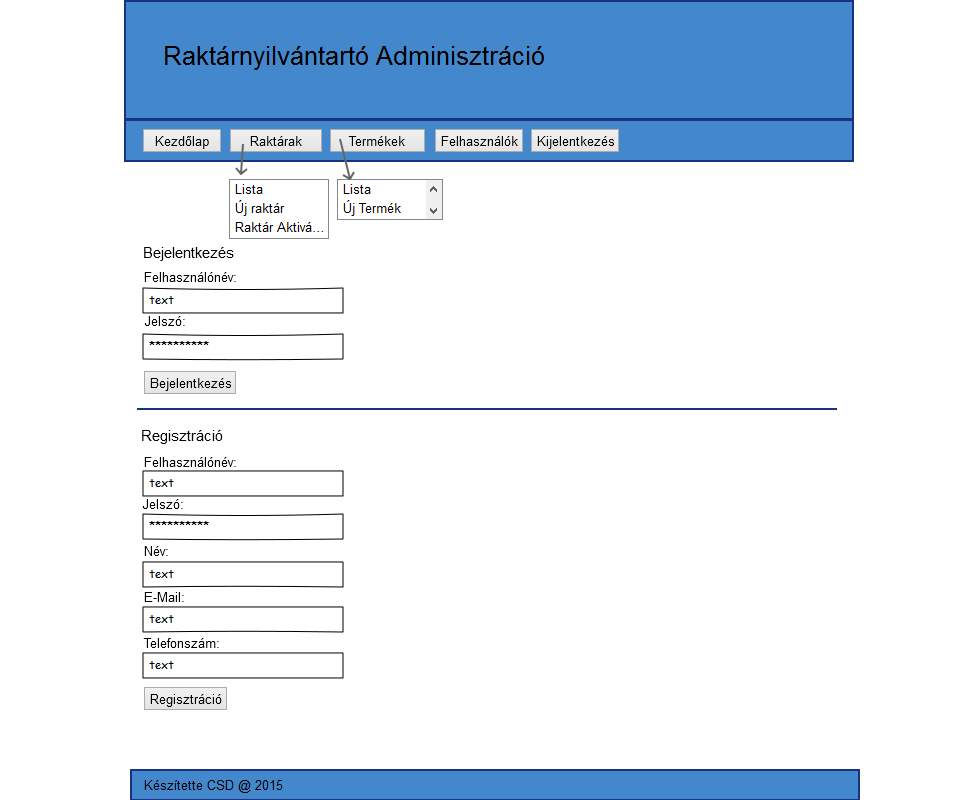 Raktárnyilvántartó Adminisztráció
Kezdőlap Raktárak Termékek Felhasználók Kijelentkezés
Lista
Új raktár
Raktár Aktivá...
Lista
Új Termék
Bejelentkezés
Felhasználónév:
text
Jelszó:
**********
Bejelentkezés
Regisztráció
Felhasználónév:
text
Jelszó:
**********
Név:
text
E-Mail:
text
Telefonszám:
text
Regisztráció
Készítette CSD @ 2015